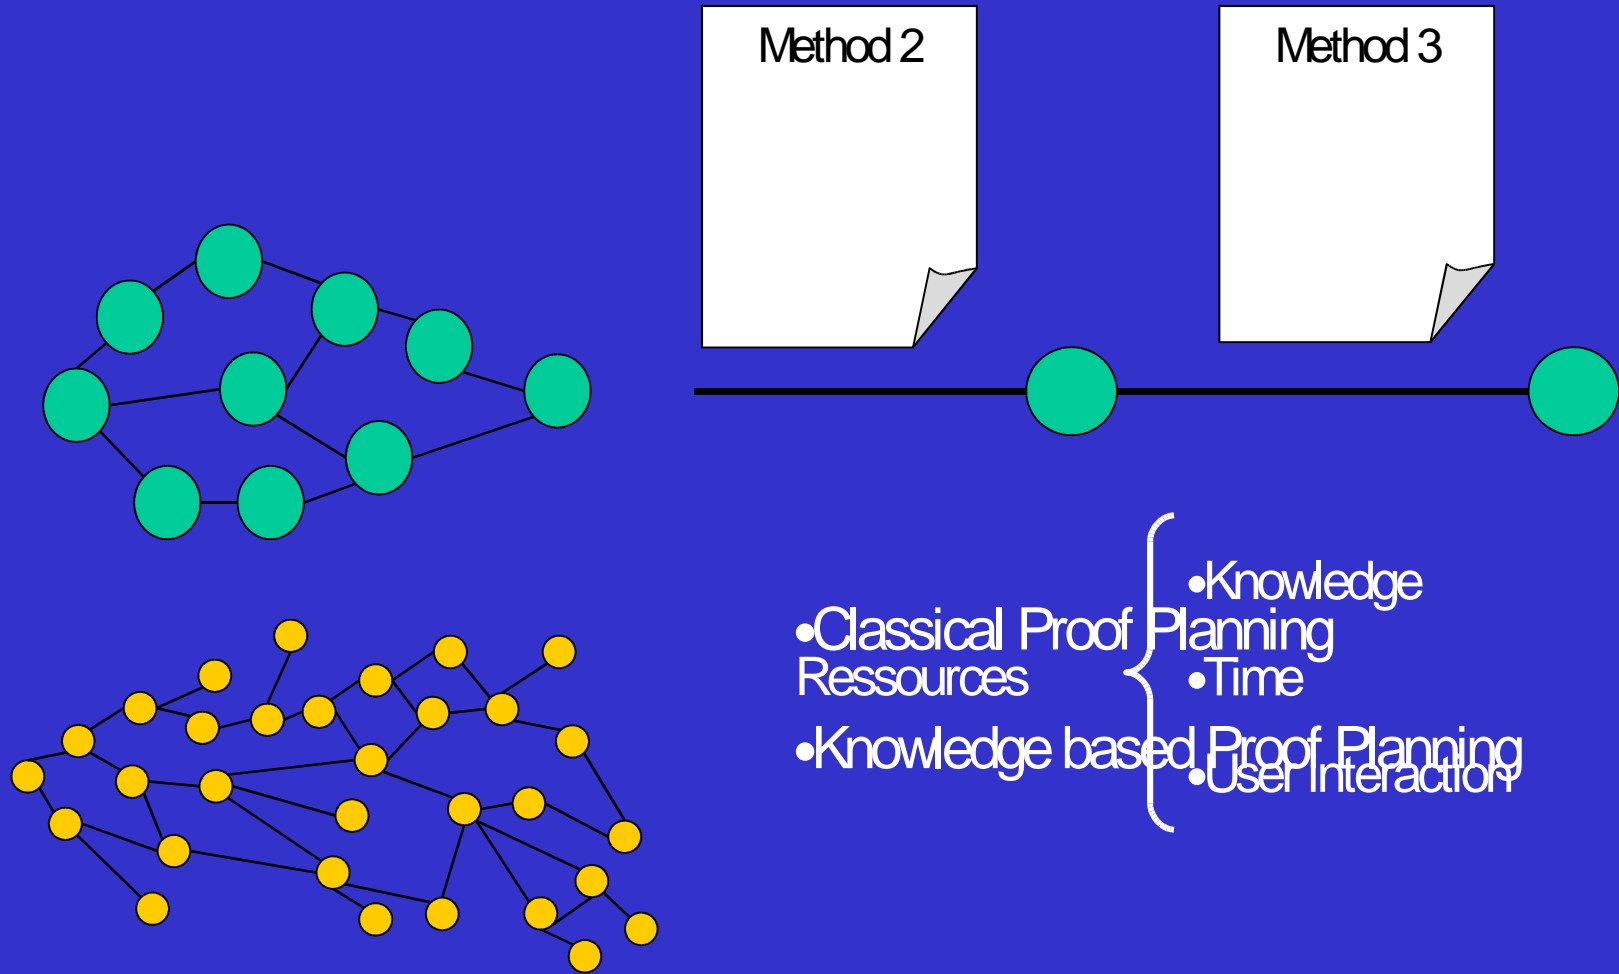 Method 2
Method 3
•Knowledge
•Classical Proof Planning
Ressources
•Time
•Knowledge based Proof Planning
•User Interaction